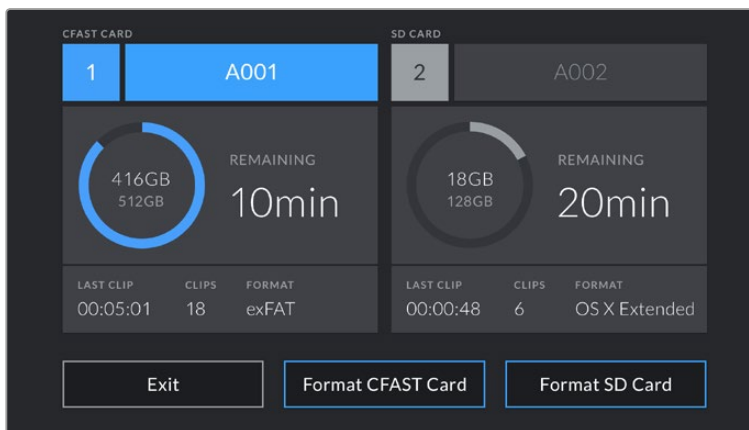 CFAST CARD
1
A001
416GB
512GB
REMAINING
10min
LAST CLIP CLIPS FORMAT
00:05:01 18 exFAT
SD CARD
2
A002
18GB
128GB
REMAINING
20min
LAST CLIP CLIPS FORMAT
00:00:48 6 OS X Extended
Exit
Format CFAST Card
Format SD Card